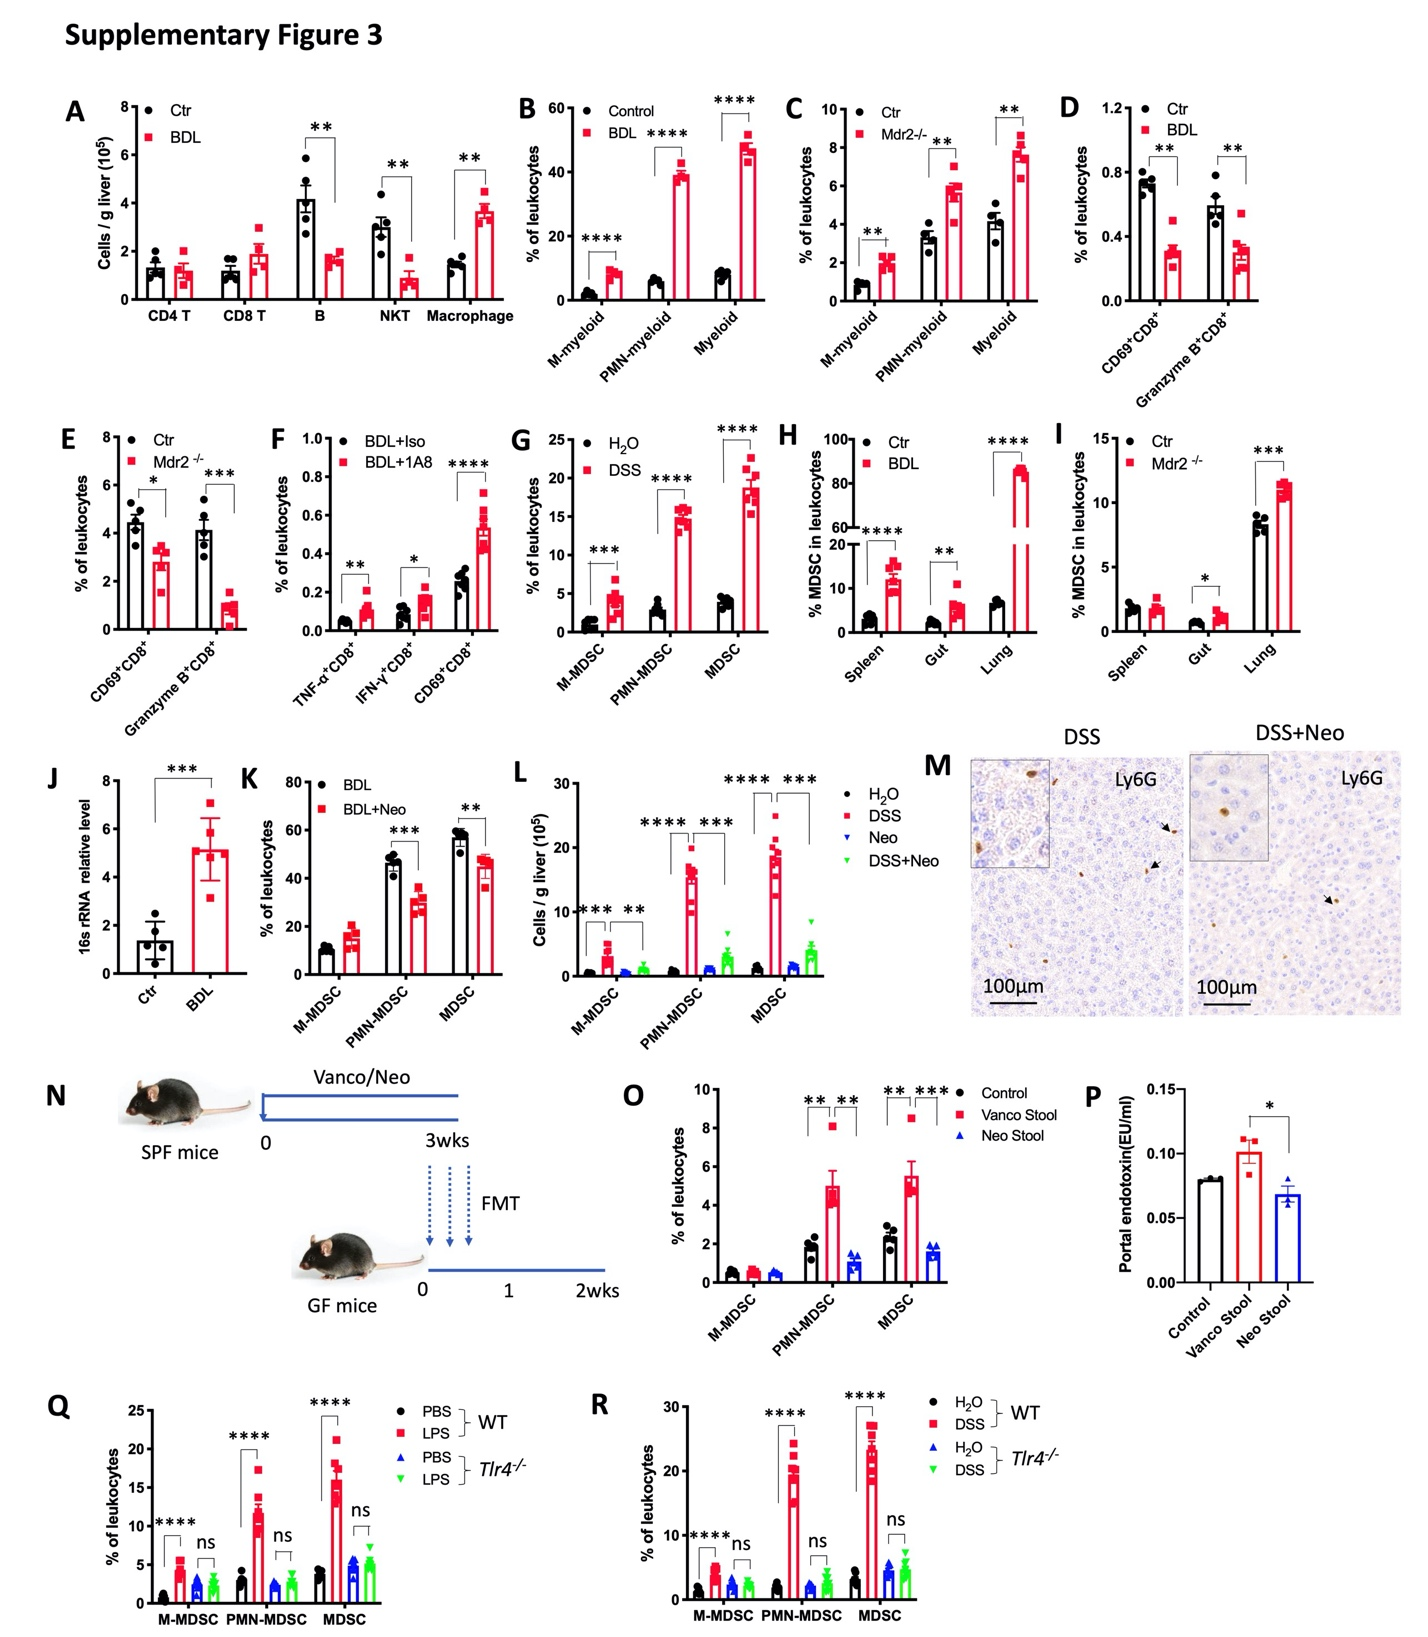 Supplementary Figure 3
A
Cells / g liver (10⁵)
8
6
4
2
0
Ctr
BDL
**
**
**
CD4 T
CD8 T
B
NKT
Macrophage
B
% of leukocytes
60
40
20
0
Control
BDL
****
****
****
M-myeloid
PMN-myeloid
Myeloid
C
% of leukocytes
10
8
6
4
2
0
Ctr
Mdr2-/-
**
**
**
M-myeloid
PMN-myeloid
Myeloid
D
% of leukocytes
1.2
0.8
0.4
0.0
Ctr
BDL
**
**
CD69⁺CD8⁺
Granzyme B⁺CD8⁺
E
% of leukocytes
8
6
4
2
0
Ctr
Mdr2 -/-
*
***
CD69⁺CD8⁺
Granzyme B⁺CD8⁺
F
% of leukocytes
1.0
0.8
0.6
0.4
0.2
0.0
BDL+Iso
BDL+1A8
**
*
****
TNF-α⁺CD8⁺
IFN-γ⁺CD8⁺
CD69⁺CD8⁺
G
% of leukocytes
25
20
15
10
5
0
H₂O
DSS
***
****
****
M-MDSC
PMN-MDSC
MDSC
H
% MDSC in leukocytes
100
80
60
20
10
0
Ctr
BDL
****
**
****
Spleen
Gut
Lung
I
% MDSC in leukocytes
15
10
5
0
Ctr
Mdr2 -/-
*
***
Spleen
Gut
Lung
J
16s rRNA relative level
8
6
4
2
0
***
Ctr
BDL
K
% of leukocytes
80
60
40
20
0
BDL
BDL+Neo
***
**
M-MDSC
PMN-MDSC
MDSC
L
Cells / g liver (10⁵)
30
20
10
0
*** **
**** ***
**** ***
H₂O
DSS
Neo
DSS+Neo
M-MDSC
PMN-MDSC
MDSC
M
DSS
DSS+Neo
Ly6G
Ly6G
100μm
100μm
N
Vanco/Neo
SPF mice
0
3wks
FMT
GF mice
0
1
2wks
O
% of leukocytes
10
8
6
4
2
0
** **
** ***
Control
Vanco Stool
Neo Stool
M-MDSC
PMN-MDSC
MDSC
P
Portal endotoxin(EU/ml)
0.15
0.10
0.05
0.00
*
Control
Vanco Stool
Neo Stool
Q
% of leukocytes
25
20
15
10
5
0
****
ns
****
ns
****
ns
PBS
LPS
WT
PBS
LPS
Tlr4-/-
M-MDSC
PMN-MDSC
MDSC
R
% of leukocytes
30
20
10
0
****
ns
****
ns
****
ns
H₂O
DSS
WT
H₂O
DSS
Tlr4-/-
M-MDSC
PMN-MDSC
MDSC